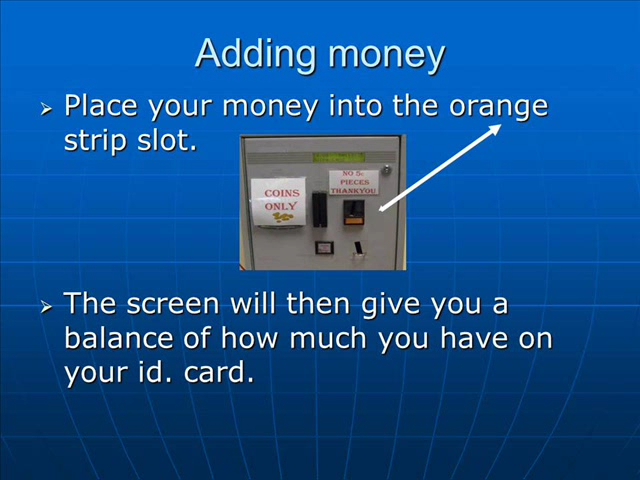 Adding money
Place your money into the orange
strip slot.
COINS
ONLY
NO 5c
PIECES
THANKYOU
The screen will then give you a
balance of how much you have on
your id. card.